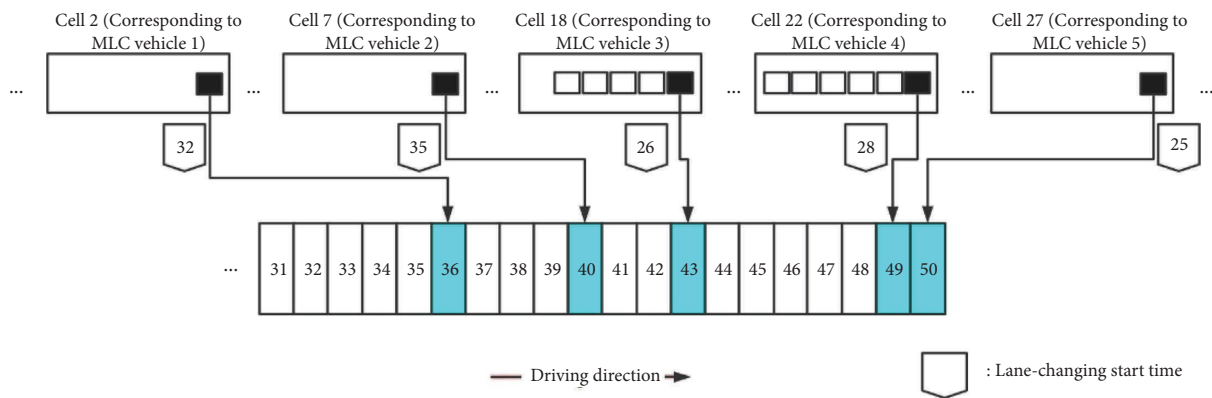 Cell 2 (Corresponding to
MLC vehicle 1)
Cell 7 (Corresponding to
MLC vehicle 2)
Cell 18 (Corresponding to
MLC vehicle 3)
Cell 22 (Corresponding to
MLC vehicle 4)
Cell 27 (Corresponding to
MLC vehicle 5)
... ... ... ... ... ...
32 35 26 28 25
... 31 32 33 34 35 36 37 38 39 40 41 42 43 44 45 46 47 48 49 50
Driving direction
: Lane-changing start time